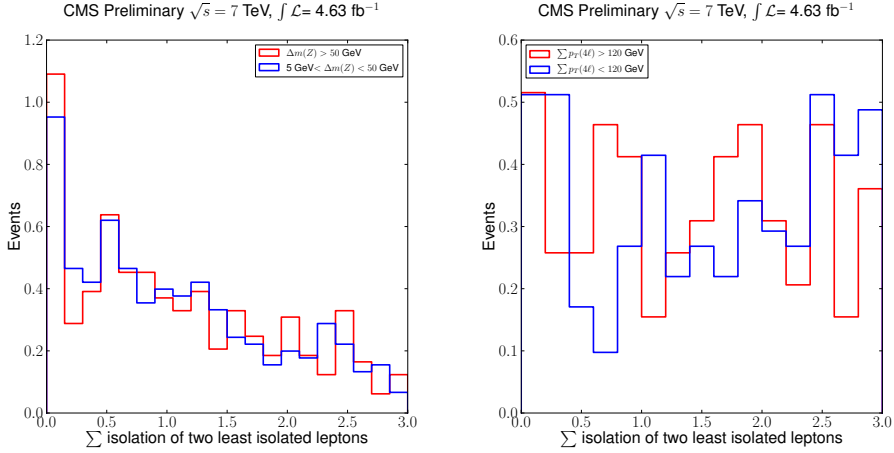 CMS Preliminary √s = 7 TeV, ∫ℒ= 4.63 fb⁻¹
1.2
1.0
0.8
0.6
0.4
0.2
0.0
Events
Δm(Z) > 50 GeV
5 GeV< Δm(Z) < 50 GeV
0.0 0.5 1.0 1.5 2.0 2.5 3.0
∑ isolation of two least isolated leptons
CMS Preliminary √s = 7 TeV, ∫ℒ= 4.63 fb⁻¹
0.6
0.5
0.4
0.3
0.2
0.1
0.0
Events
∑ p_T(4ℓ) > 120 GeV
∑ p_T(4ℓ) < 120 GeV
0.0 0.5 1.0 1.5 2.0 2.5 3.0
∑ isolation of two least isolated leptons